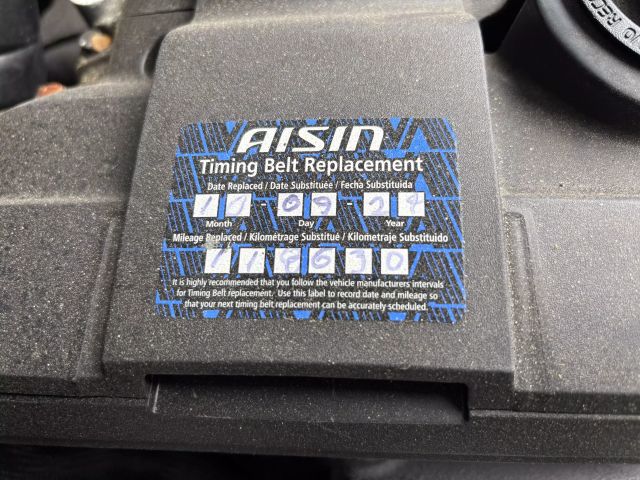 AISIN
Timing Belt Replacement
Date Replaced / Date Substituée / Fecha Substituida
10-09-24
Month Day Year
Mileage Replaced / Kilométrage Substitué / Kilometraje Substituido
It is highly recommended that you follow the vehicle manufacturers intervals
for Timing Belt replacement. Use this label to record date and mileage so
that your next timing belt replacement can be accurately scheduled.